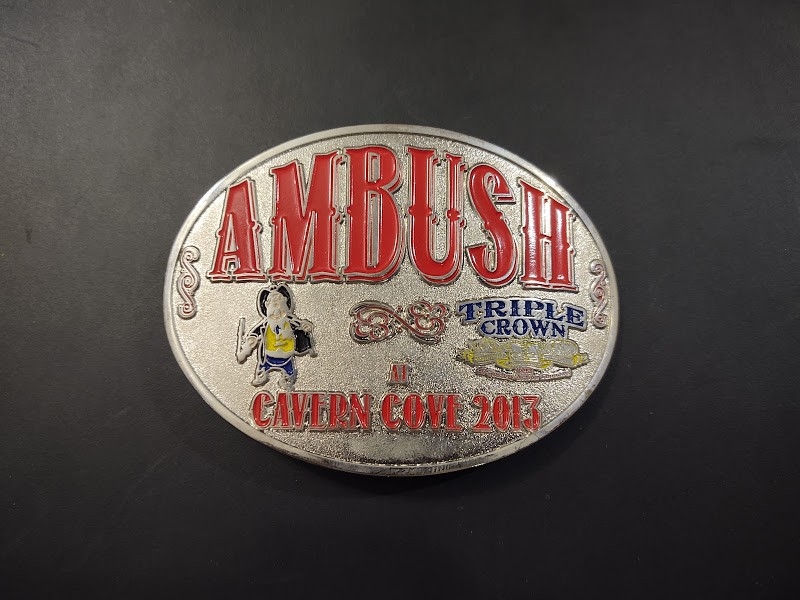 AMBUSH
TRIPLE
CROWN
AT
CAVERN COVE 2013